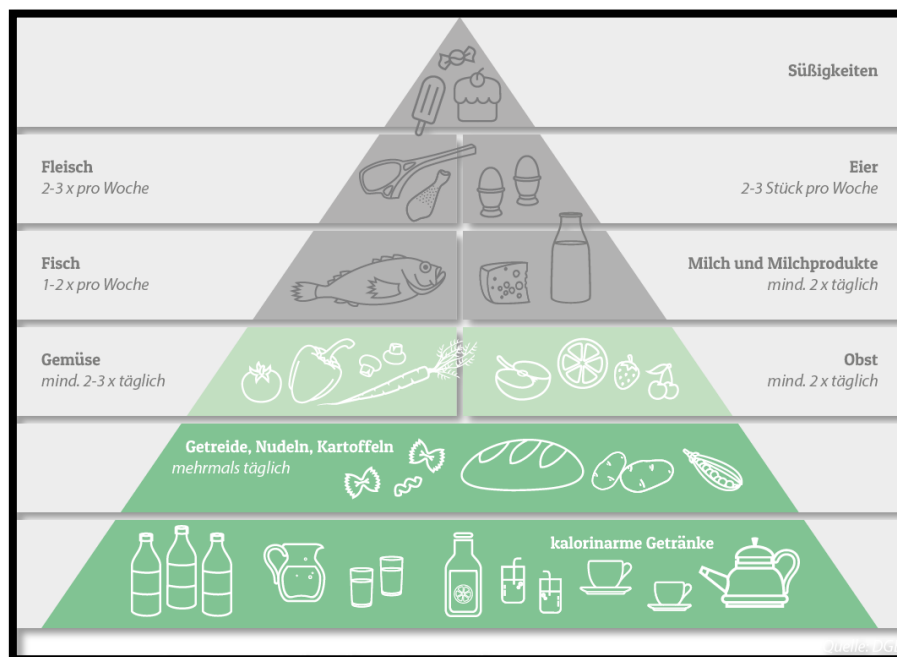 Süßigkeiten
Fleisch
2-3 x pro Woche
Eier
2-3 Stück pro Woche
Fisch
1-2 x pro Woche
Milch und Milchprodukte
mind. 2 x täglich
Gemüse
mind. 2-3 x täglich
Obst
mind. 2 x täglich
Getreide, Nudeln, Kartoffeln
mehrmals täglich
kalorinarme Getränke
Quelle: